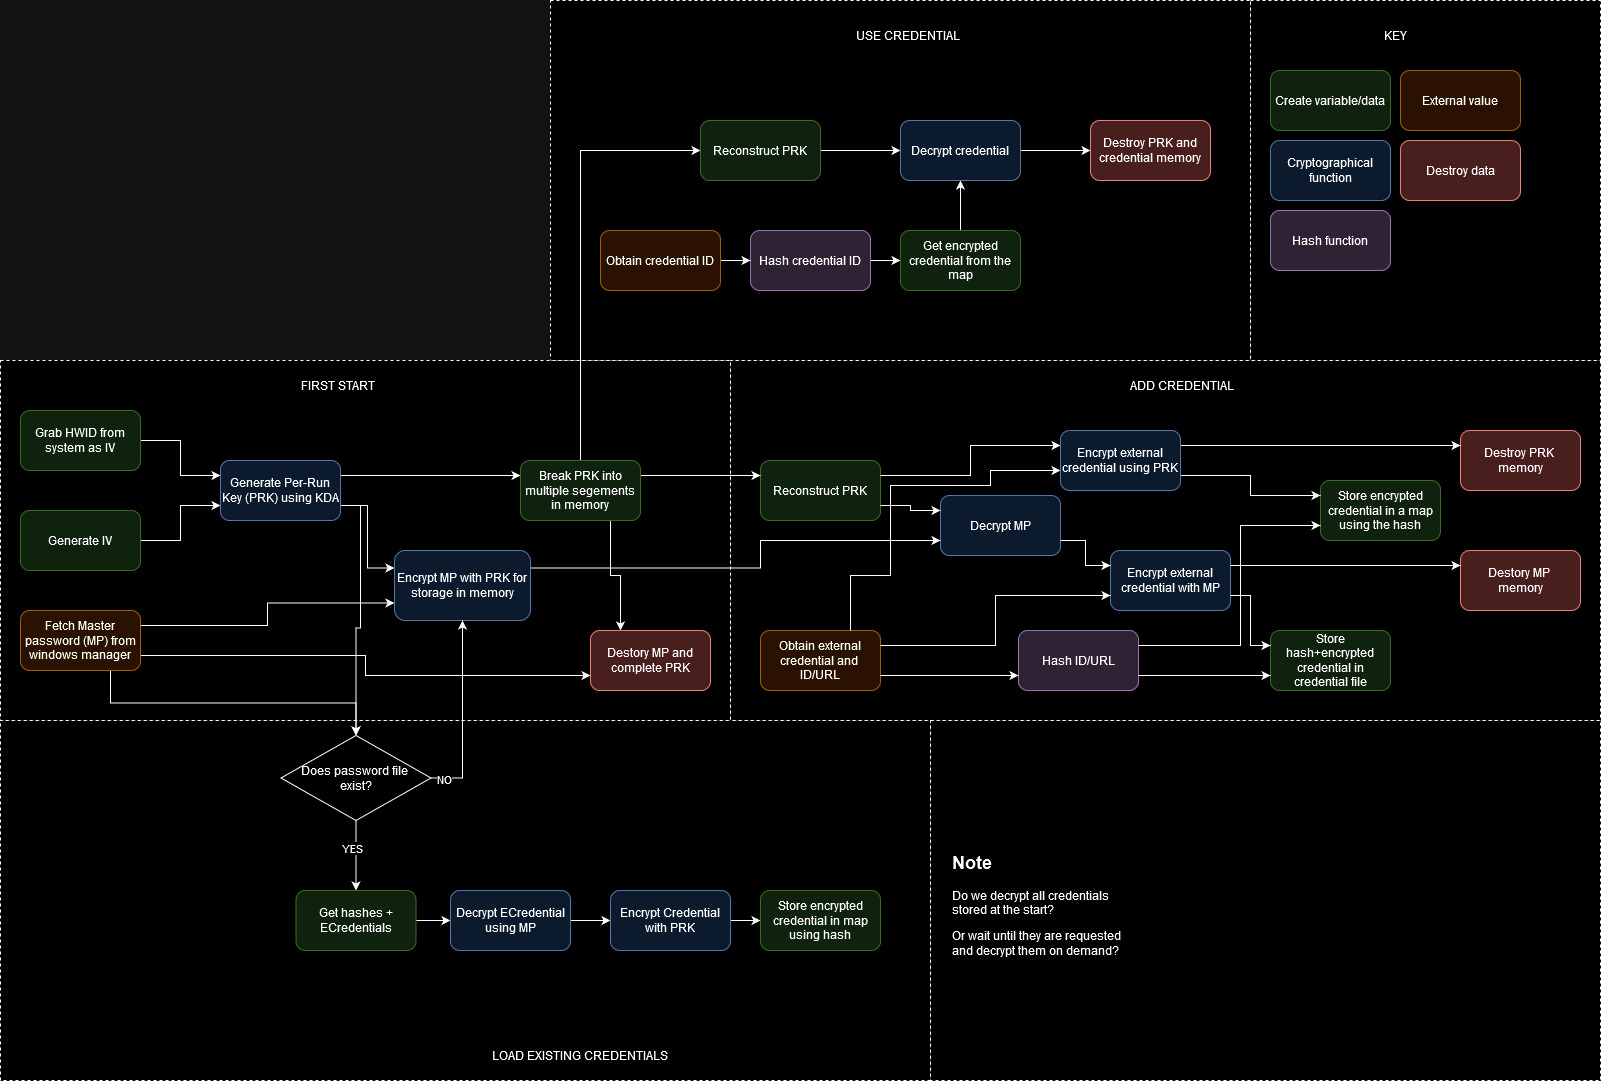 USE CREDENTIAL
Reconstruct PRK
Decrypt credential
Destroy PRK and
credential memory
Obtain credential ID
Hash credential ID
Get encrypted
credential from the
map
KEY
Create variable/data
External value
Cryptographical
function
Destroy data
Hash function
FIRST START
Grab HWID from
system as IV
Generate IV
Fetch Master
password (MP) from
windows manager
Generate Per-Run
Key (PRK) using KDA
Encrypt MP with PRK for
storage in memory
Break PRK into
multiple segements
in memory
Destory MP and
complete PRK
ADD CREDENTIAL
Reconstruct PRK
Encrypt external
credential using PRK
Destroy PRK
memory
Decrypt MP
Store encrypted
credential in a map
using the hash
Encrypt external
credential with MP
Destory MP
memory
Obtain external
credential and
ID/URL
Hash ID/URL
Store
hash+encrypted
credential in
credential file
Does password file
exist?
NO
YES
Get hashes +
ECredentials
Decrypt ECredential
using MP
Encrypt Credential
with PRK
Store encrypted
credential in map
using hash
LOAD EXISTING CREDENTIALS
Note
Do we decrypt all credentials
stored at the start?
Or wait until they are requested
and decrypt them on demand?